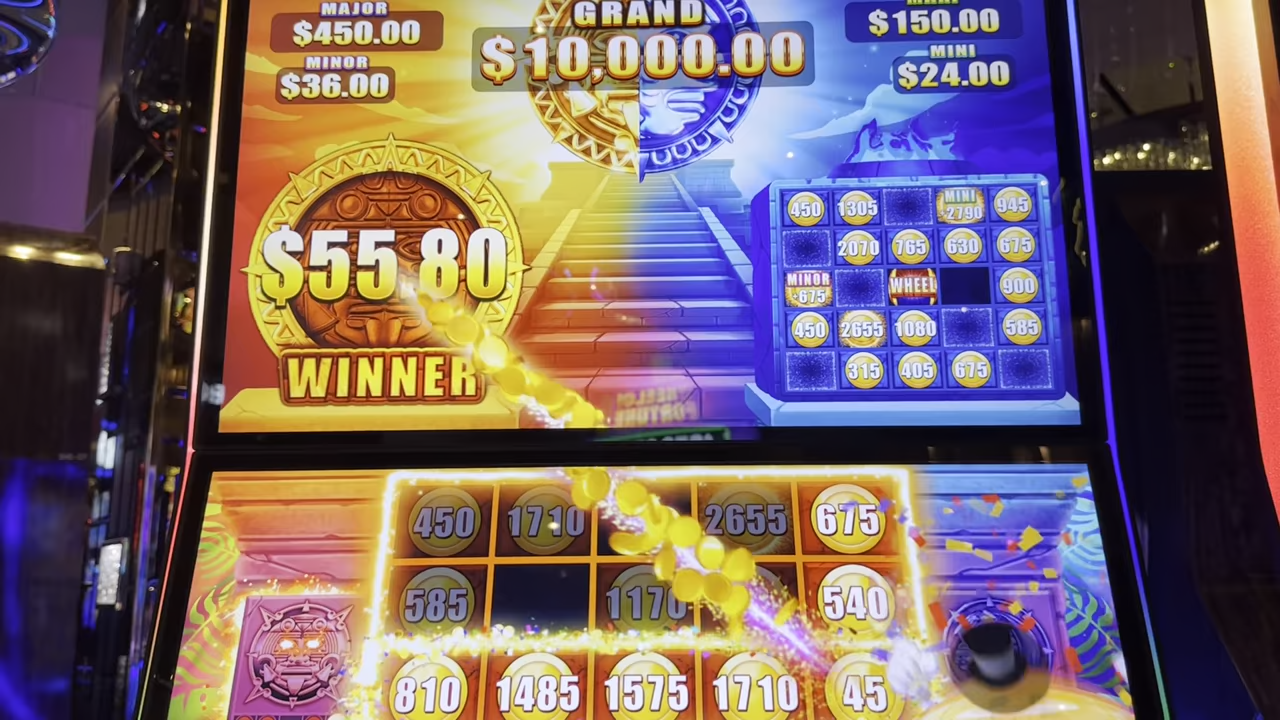 MAJOR
$450.00
MINOR
$36.00
GRAND
$10,000.00
$150.00
MINI
$24.00
$55 80
WINNER
450 1305 MINI 2790 945
2070 765 630 675
MINOR +675 WHEEL 900
450 2655 1080 585
315 405 675
450 1710 2655 675
585 1170 540
810 1485 1575 1710 45